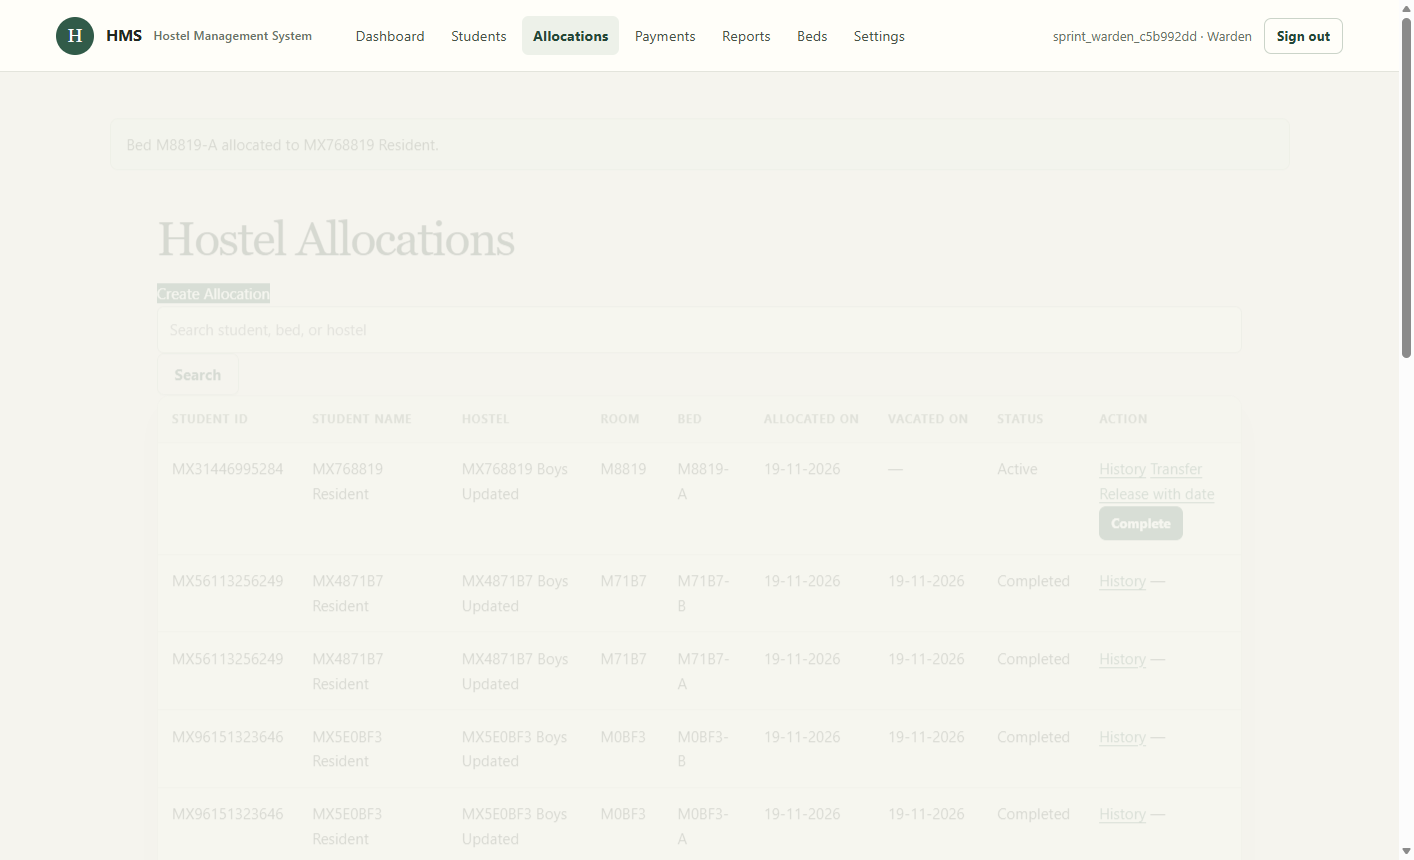 H HMS Hostel Management System Dashboard Students Allocations Payments Reports Beds Settings sprint_warden_c5b992dd · Warden Sign out
Bed M8819-A allocated to MX768819 Resident.
Hostel Allocations
Create Allocation
Search student, bed, or hostel
Search
STUDENT ID STUDENT NAME HOSTEL ROOM BED ALLOCATED ON VACATED ON STATUS ACTION
MX31446995284 MX768819 MX768819 Boys M8819 M8819- 19-11-2026 — Active History Transfer
Resident Updated A Release with date
Complete
MX56113256249 MX4871B7 MX4871B7 Boys M71B7 M71B7- 19-11-2026 19-11-2026 Completed History —
Resident Updated B
MX56113256249 MX4871B7 MX4871B7 Boys M71B7 M71B7- 19-11-2026 19-11-2026 Completed History —
Resident Updated A
MX96151323646 MX5E0BF3 MX5E0BF3 Boys M0BF3 M0BF3- 19-11-2026 19-11-2026 Completed History —
Resident Updated B
MX96151323646 MX5E0BF3 MX5E0BF3 Boys M0BF3 M0BF3- 19-11-2026 19-11-2026 Completed History —
Resident Updated A